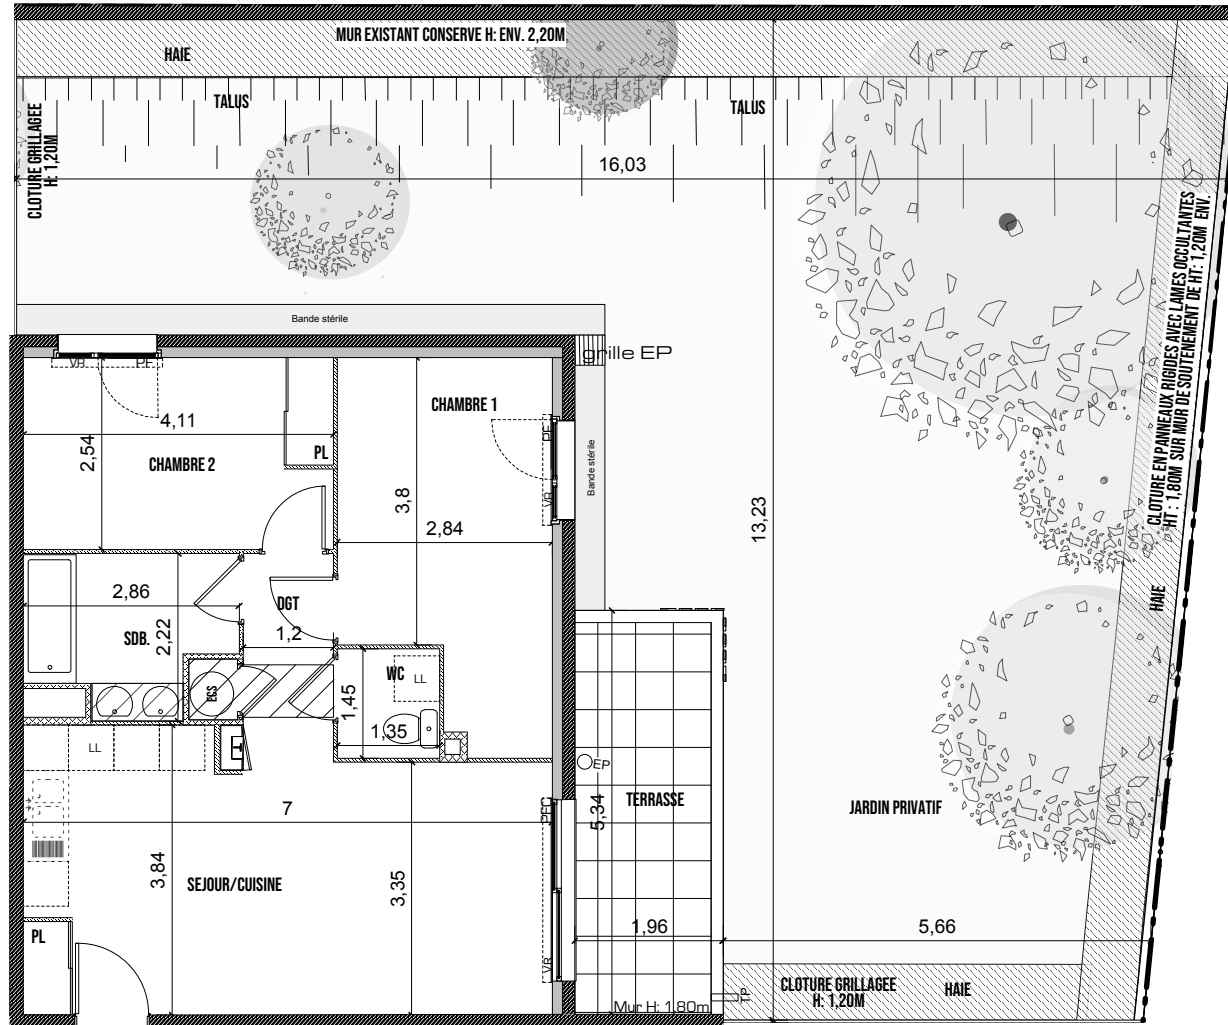 MUR EXISTANT CONSERVE H: ENV. 2,20M
HAIE
TALUS
TALUS
CLOTURE GRILLAGEE
H: 1,20M
16,03
CLOTURE EN PANNEAUX RIGIDES AVEC LAMES OCCULTANTES
HT : 1,80M SUR MUR DE SOUTENEMENT DE HT: 1,20M ENV.
Bande stérile
grille EP
VR
PF
CHAMBRE 1
4,11
2,54
PL
CHAMBRE 2
PF
VR
Bande stérile
3,8
2,84
13,23
2,86
DGT
SDB.
2,22
1,2
HAIE
WC
LL
ECS
1,45
1,35
LL
EP
7
PF
5,34
TERRASSE
JARDIN PRIVATIF
3,84
SEJOUR/CUISINE
3,35
1,96
5,66
PL
VR
CLOTURE GRILLAGEE
H: 1,20M
HAIE
TP
Mur H: 1,80m